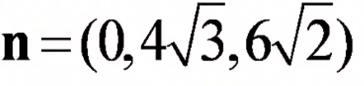 n = (0, 4√3, 6√2)